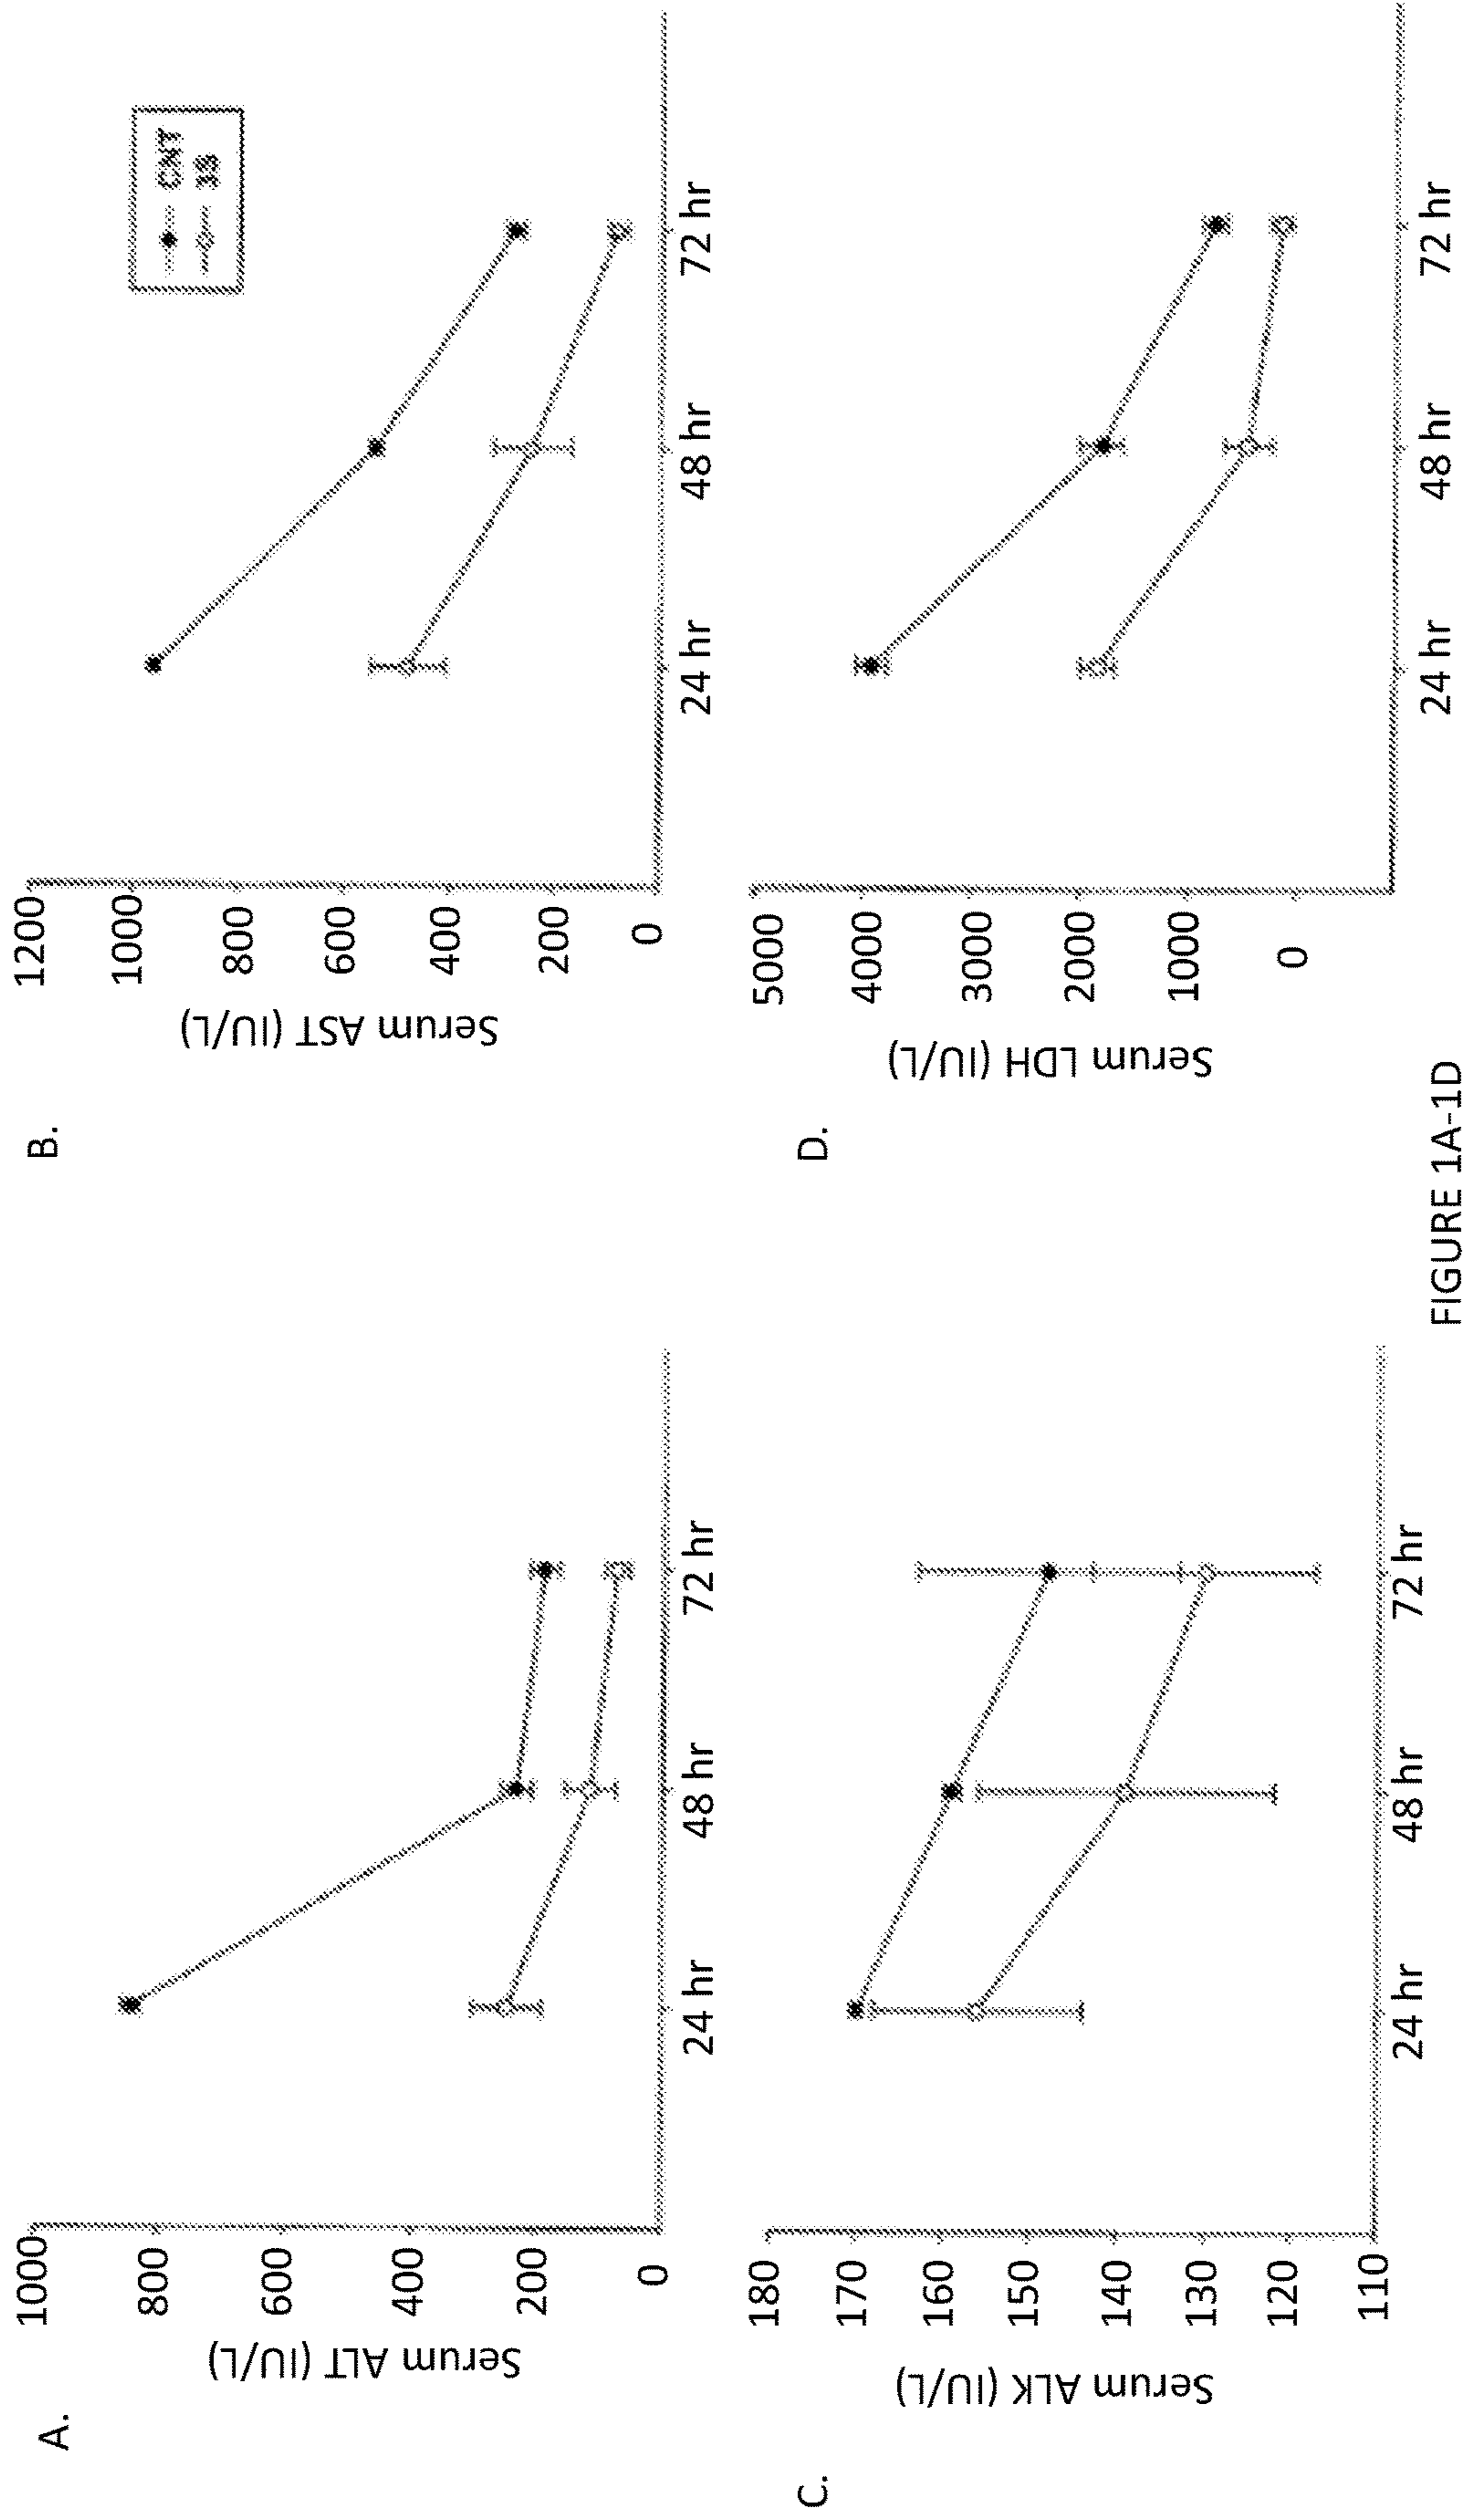 A.
Serum ALT (IU/L)
1000
800
600
400
200
0
24 hr 48 hr 72 hr
B.
Serum AST (IU/L)
1200
1000
800
600
400
200
0
24 hr 48 hr 72 hr
CNT
C.
Serum ALK (IU/L)
180
170
160
150
140
130
120
110
24 hr 48 hr 72 hr
D.
Serum LDH (IU/L)
5000
4000
3000
2000
1000
0
24 hr 48 hr 72 hr
FIGURE 1A-1D